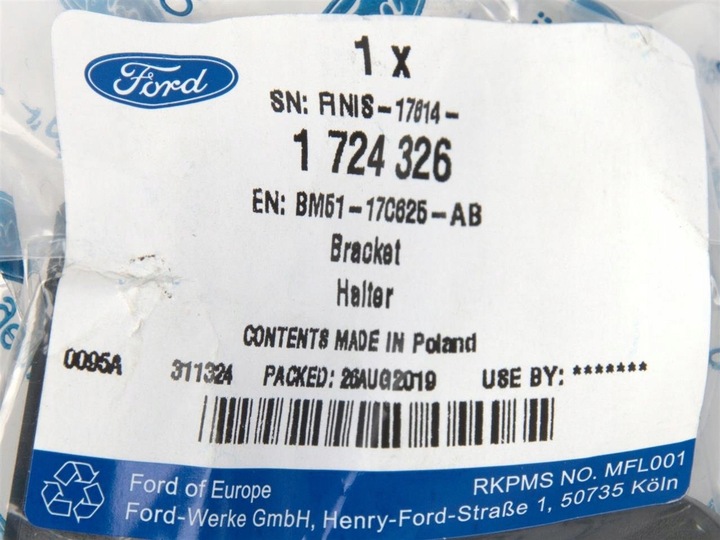 Ford
1 x
SN: FINIS-17614-
1 724 326
EN: BM51-17C625-AB
Bracket
Halter
CONTENTS MADE IN Poland
0095A 311324 PACKED: 26AUG2019 USE BY: *******
RKPMS NO. MFL001
Ford of Europe
Ford-Werke GmbH, Henry-Ford-Straße 1, 50735 Köln